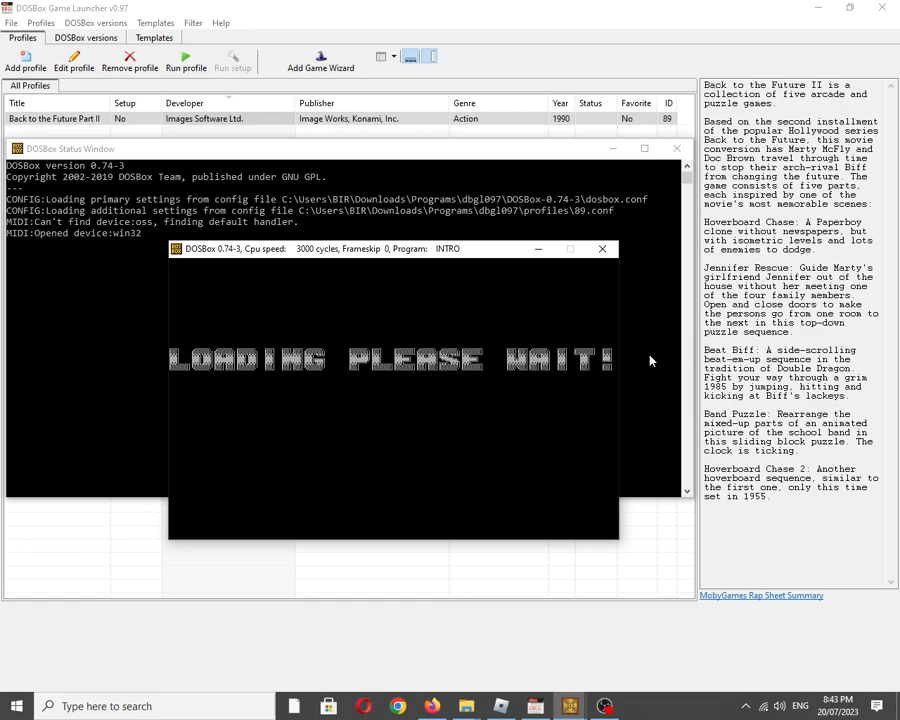 DOSBox Game Launcher v0.97
File Profiles DOSBox versions Templates Filter Help
Profiles DOSBox versions Templates
Add profile Edit profile Remove profile Run profile Run setup Add Game Wizard
All Profiles
Title Setup Developer Publisher Genre Year Status Favorite ID
Back to the Future Part II No Images Software Ltd. Image Works, Konami, Inc. Action 1990 No 89
DOSBox Status Window
DOSBox version 0.74-3
Copyright 2002-2019 DOSBox Team, published under GNU GPL.
---
CONFIG:Loading primary settings from config file C:\Users\BIR\Downloads\Programs\dbgl097\DOSBox-0.74-3\dosbox.conf
CONFIG:Loading additional settings from config file C:\Users\BIR\Downloads\Programs\dbgl097\profiles\89.conf
MIDI:Can't find device:oss, finding default handler.
MIDI:Opened device:win32
DOSBox 0.74-3, Cpu speed: 3000 cycles, Frameskip 0, Program: INTRO
LOADING PLEASE WAIT!
Back to the Future II is a
collection of five arcade and
puzzle games.
Based on the second installment
of the popular Hollywood series
Back to the Future, this movie
conversion has Marty McFly and
Doc Brown travel through time
to stop their arch-rival Biff
from changing the future. The
game consists of five parts,
each inspired by one of the
movie's most memorable scenes:
Hoverboard Chase: A Paperboy
clone without newspapers, but
with isometric levels and lots
of enemies to dodge.
Jennifer Rescue: Guide Marty's
girlfriend Jennifer out of the
house without her meeting one
of the four family members.
Open and close doors to make
the persons go from one room to
the next in this top-down
puzzle sequence.
Beat Biff: A side-scrolling
beat-em-up sequence in the
tradition of Double Dragon.
Fight your way through a grim
1985 by jumping, hitting and
kicking at Biff's lackeys.
Band Puzzle: Rearrange the
mixed-up parts of an animated
picture of the school band in
this sliding block puzzle. The
clock is ticking.
Hoverboard Chase 2: Another
hoverboard sequence, similar to
the first one, only this time
set in 1955.
MobyGames Rap Sheet Summary
Type here to search
ENG
8:43 PM
20/07/2023